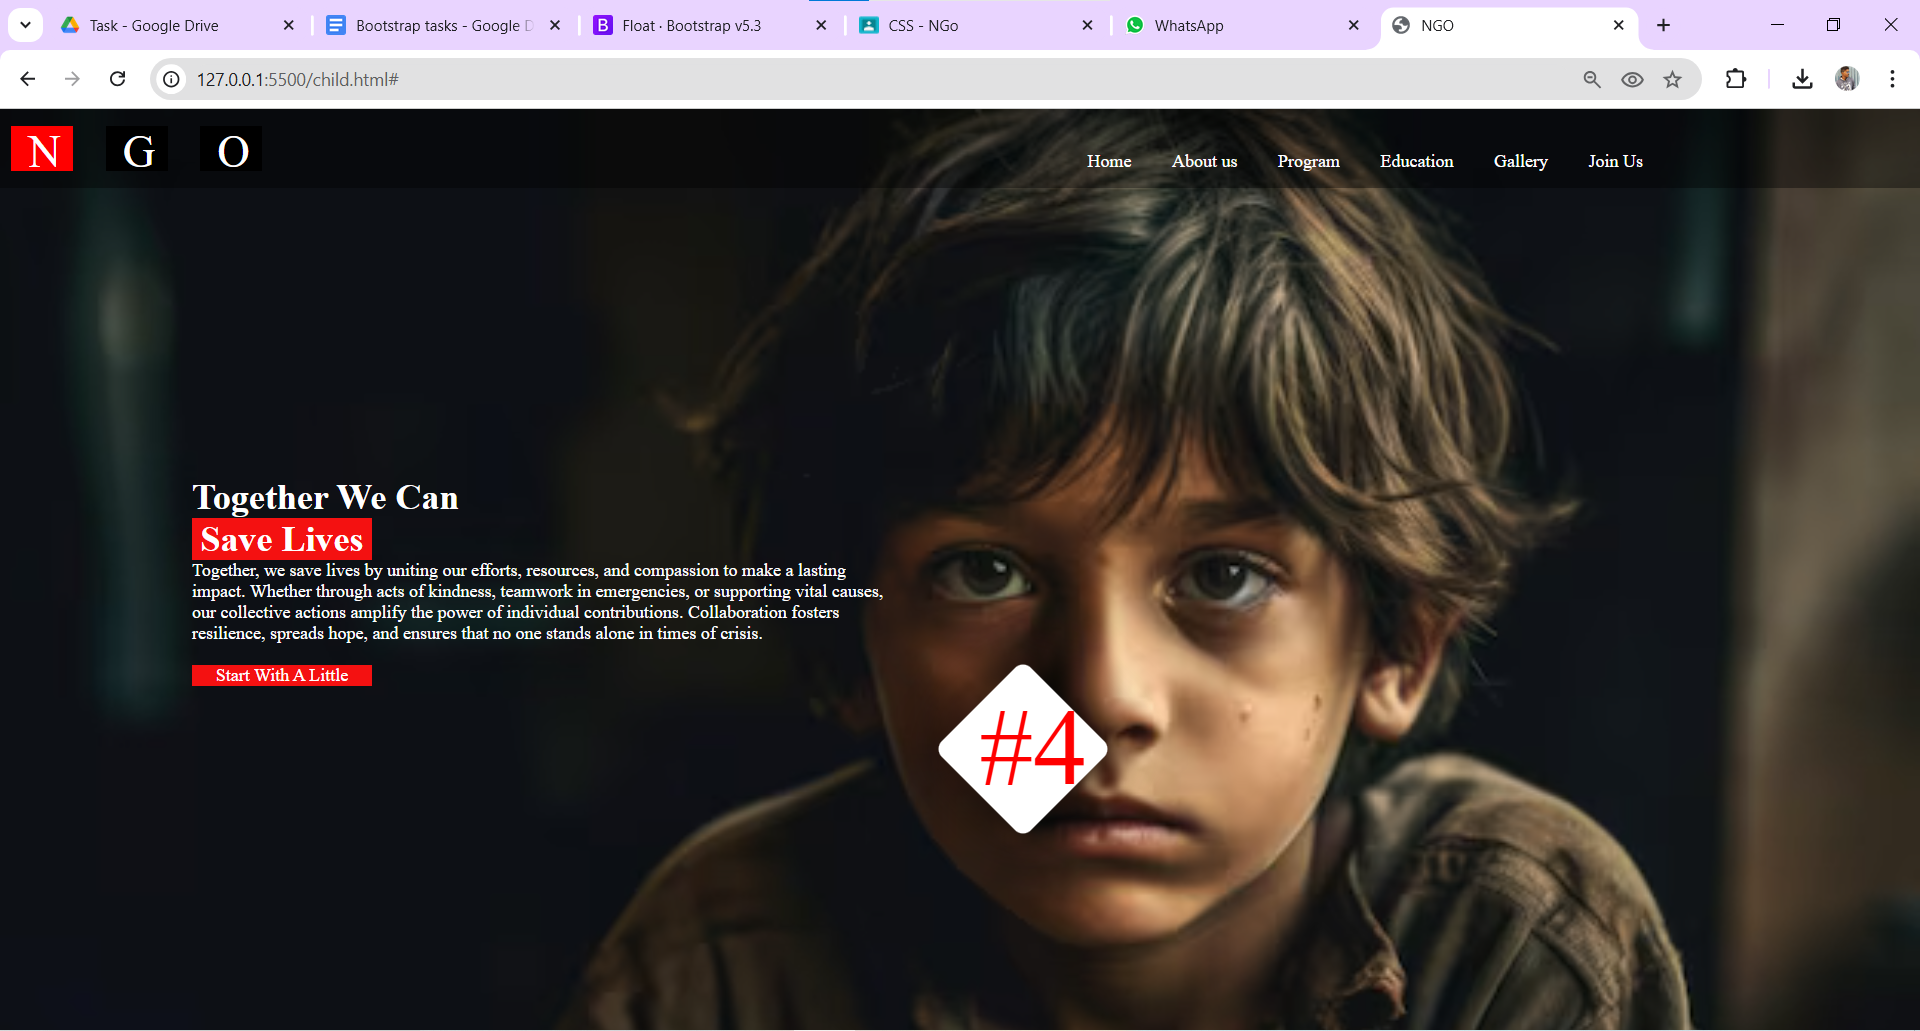 Task - Google Drive
Bootstrap tasks - Google D
Float · Bootstrap v5.3
CSS - NGo
WhatsApp
NGO
127.0.0.1:5500/child.html#
N G O
Home About us Program Education Gallery Join Us
Together We Can
Save Lives
Together, we save lives by uniting our efforts, resources, and compassion to make a lasting
impact. Whether through acts of kindness, teamwork in emergencies, or supporting vital causes,
our collective actions amplify the power of individual contributions. Collaboration fosters
resilience, spreads hope, and ensures that no one stands alone in times of crisis.
Start With A Little
#4